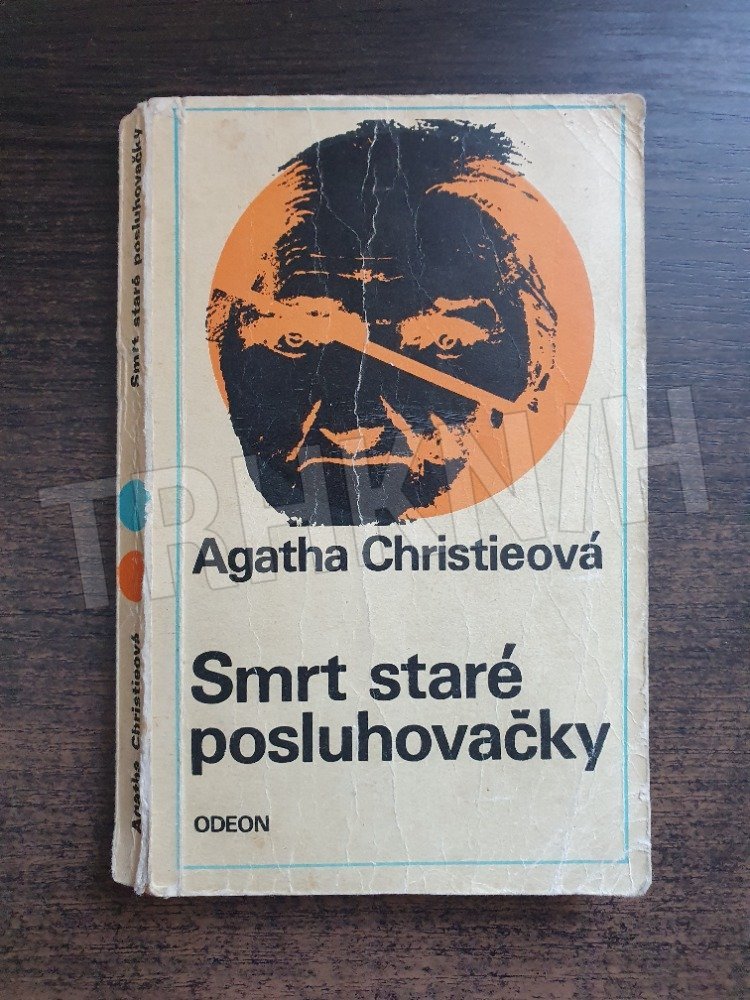 Smrt staré posluhovačky
Agatha Christieová
Agatha Christieová
Smrt staré
posluhovačky
ODEON
TRHKNIH